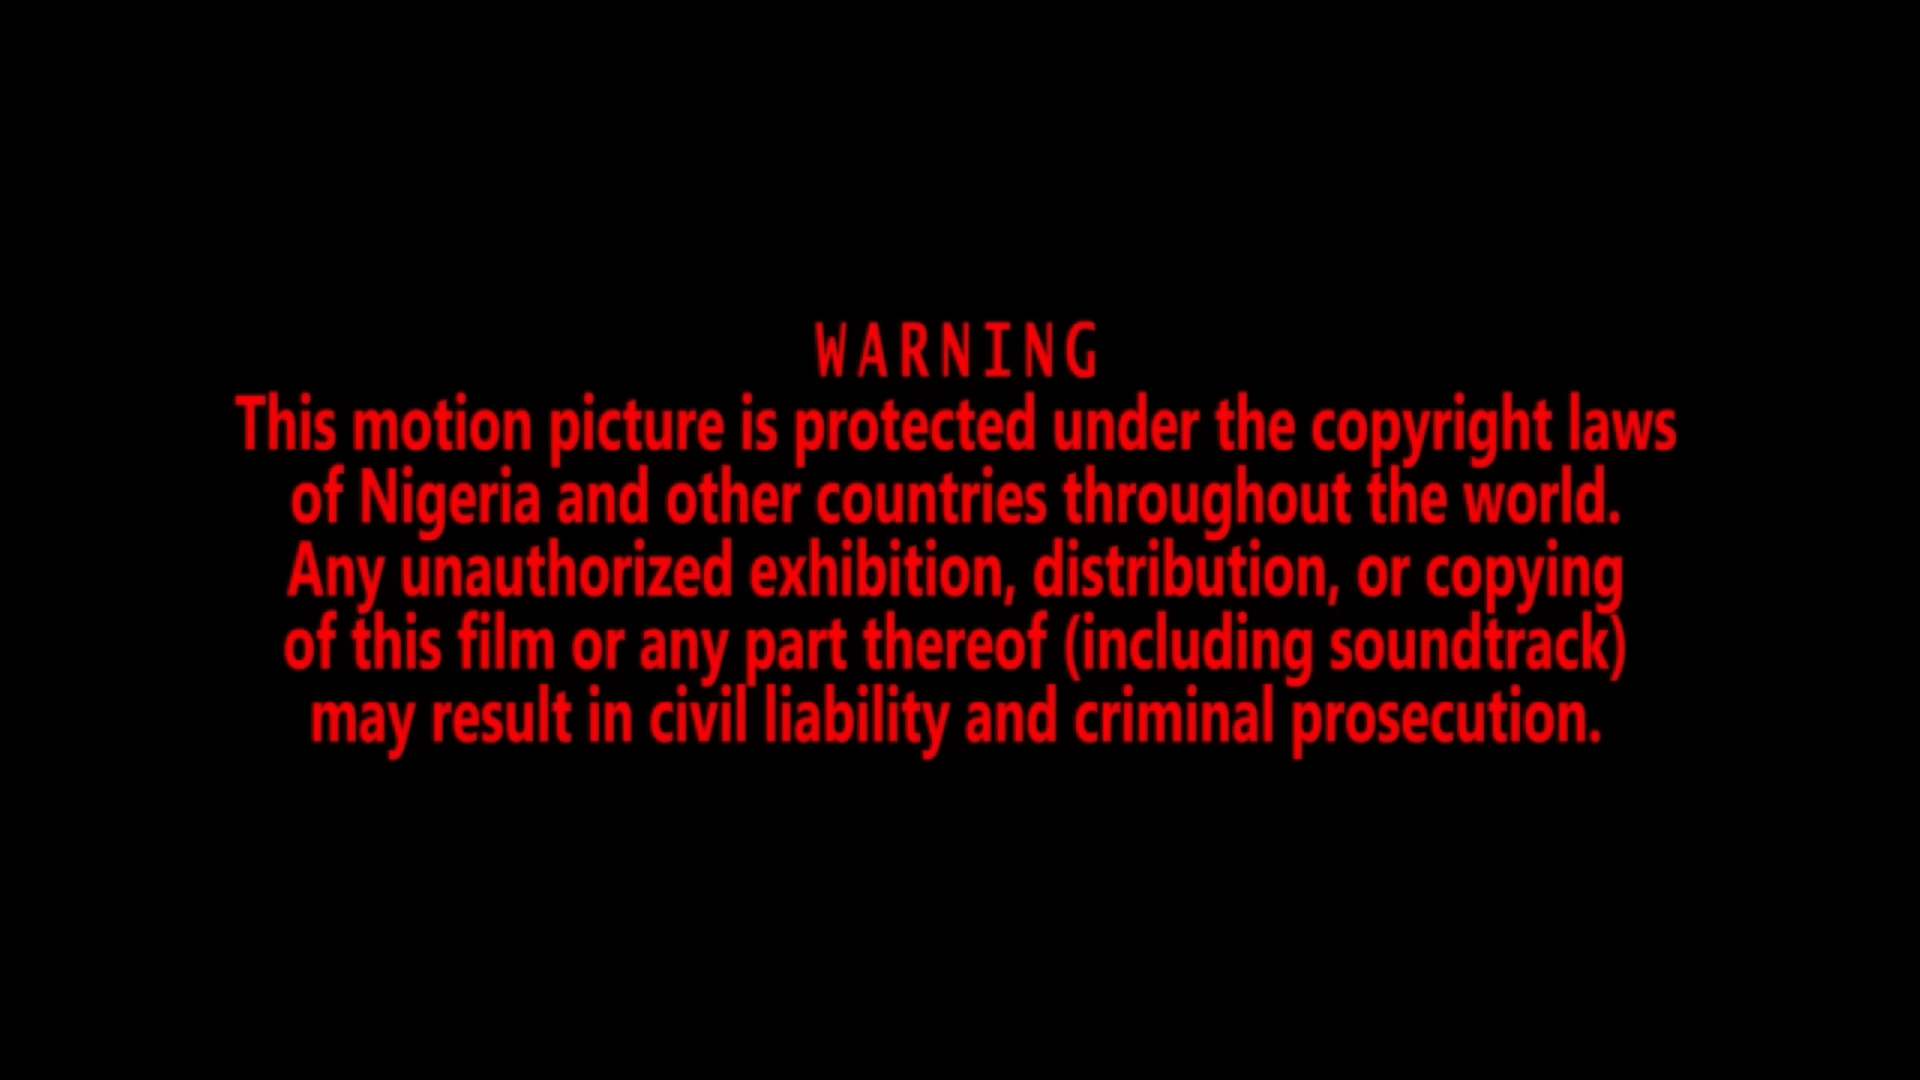 WARNING
This motion picture is protected under the copyright laws
of Nigeria and other countries throughout the world.
Any unauthorized exhibition, distribution, or copying
of this film or any part thereof (including soundtrack)
may result in civil liability and criminal prosecution.